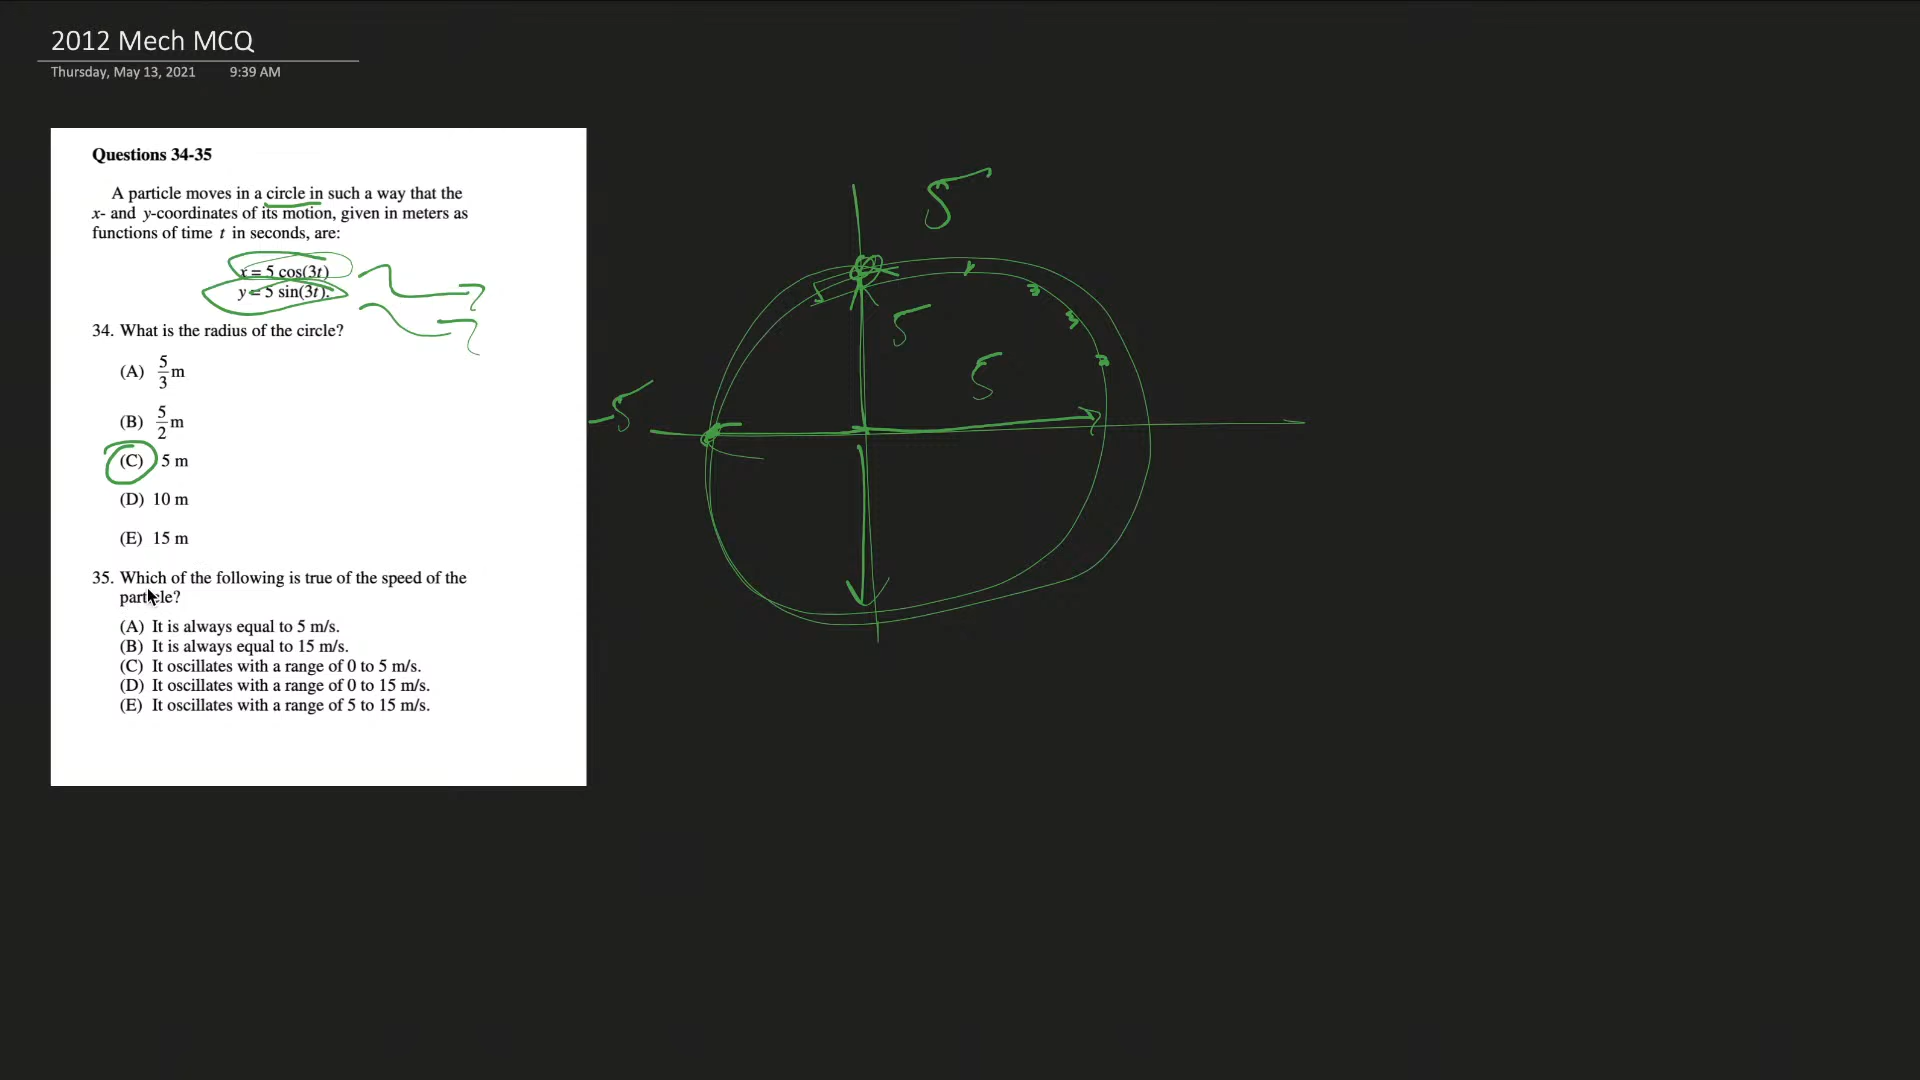 2012 Mech MCQ
Thursday, May 13, 2021 9:39 AM
Questions 34-35
A particle moves in a circle in such a way that the
x- and y-coordinates of its motion, given in meters as
functions of time t in seconds, are:
x = 5 cos(3t)
y = 5 sin(3t).
34. What is the radius of the circle?
(A) 5/3 m
(B) 5/2 m
(C) 5 m
(D) 10 m
(E) 15 m
35. Which of the following is true of the speed of the
particle?
(A) It is always equal to 5 m/s.
(B) It is always equal to 15 m/s.
(C) It oscillates with a range of 0 to 5 m/s.
(D) It oscillates with a range of 0 to 15 m/s.
(E) It oscillates with a range of 5 to 15 m/s.
5
5
5
-5